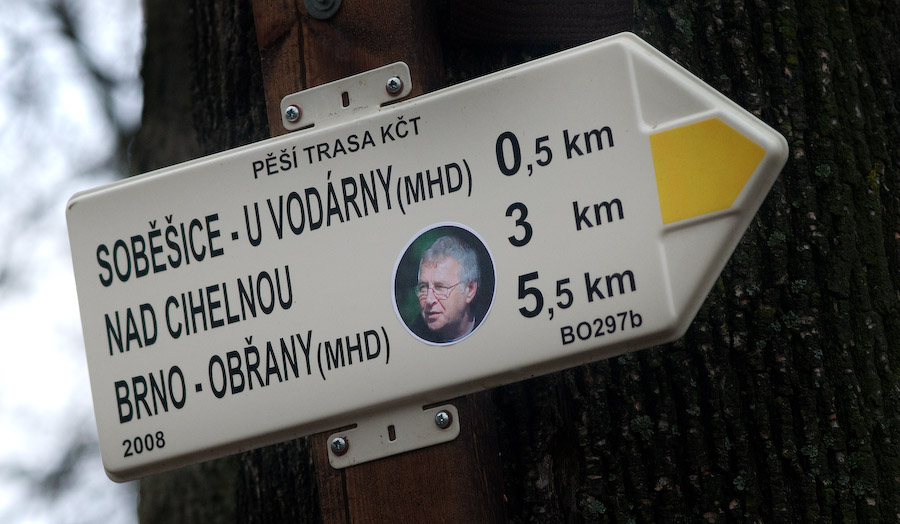 PĚŠÍ TRASA KČT
SOBĚŠICE - U VODÁRNY (MHD) 0,5 km
NAD CIHELNOU 3 km
BRNO - OBŘANY (MHD) 5,5 km
2008 BO297b